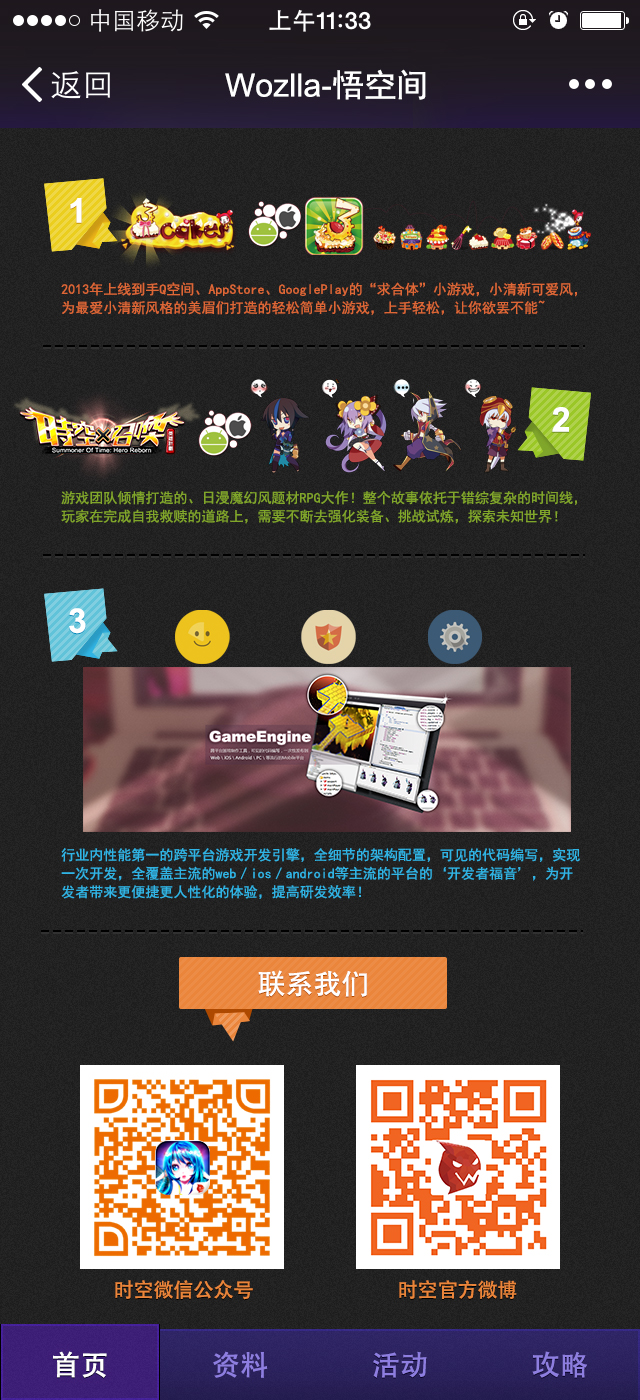 中国移动
上午11:33
返回
Wozlla-悟空间
1
caker
2013年上线到手Q空间、AppStore、GooglePlay的“求合体”小游戏，小清新可爱风，
为最爱小清新风格的美眉们打造的轻松简单小游戏，上手轻松，让你欲罢不能~
时空×召唤
Summoner Of Time: Hero Reborn
2
游戏团队倾情打造的、日漫魔幻风题材RPG大作！整个故事依托于错综复杂的时间线，
玩家在完成自我救赎的道路上，需要不断去强化装备、挑战试炼，探索未知世界！
3
GameEngine
行业内性能第一的跨平台游戏开发引擎，全细节的架构配置，可见的代码编写，实现
一次开发，全覆盖主流的web／ios／android等主流的平台的‘开发者福音’，为开
发者带来更便捷更人性化的体验，提高研发效率！
联系我们
时空微信公众号
时空官方微博
首页
资料
活动
攻略